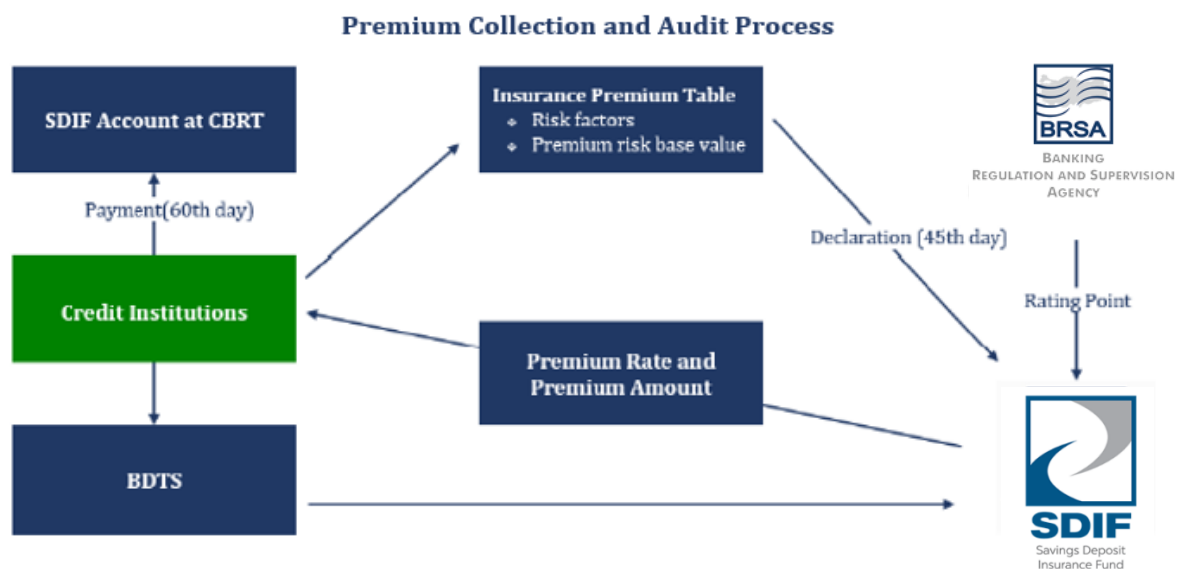 Premium Collection and Audit Process
SDIF Account at CBRT
Insurance Premium Table
❖ Risk factors
❖ Premium risk base value
BRSA
BANKING
REGULATION AND SUPERVISION
AGENCY
Payment(60th day)
Declaration (45th day)
Credit Institutions
Rating Point
Premium Rate and
Premium Amount
BDTS
SDIF
Savings Deposit
Insurance Fund